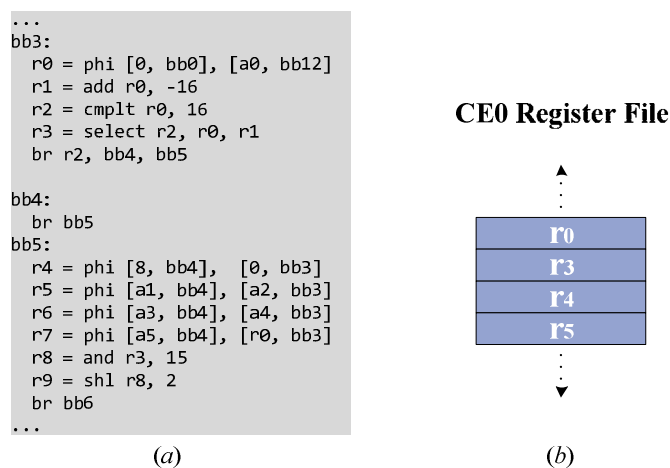 ...
bb3:
r0 = phi [0, bb0], [a0, bb12]
r1 = add r0, -16
r2 = cmplt r0, 16
r3 = select r2, r0, r1
br r2, bb4, bb5
bb4:
br bb5
bb5:
r4 = phi [8, bb4], [0, bb3]
r5 = phi [a1, bb4], [a2, bb3]
r6 = phi [a3, bb4], [a4, bb3]
r7 = phi [a5, bb4], [r0, bb3]
r8 = and r3, 15
r9 = shl r8, 2
br bb6
...
(a)
CE0 Register File
r0
r3
r4
r5
(b)